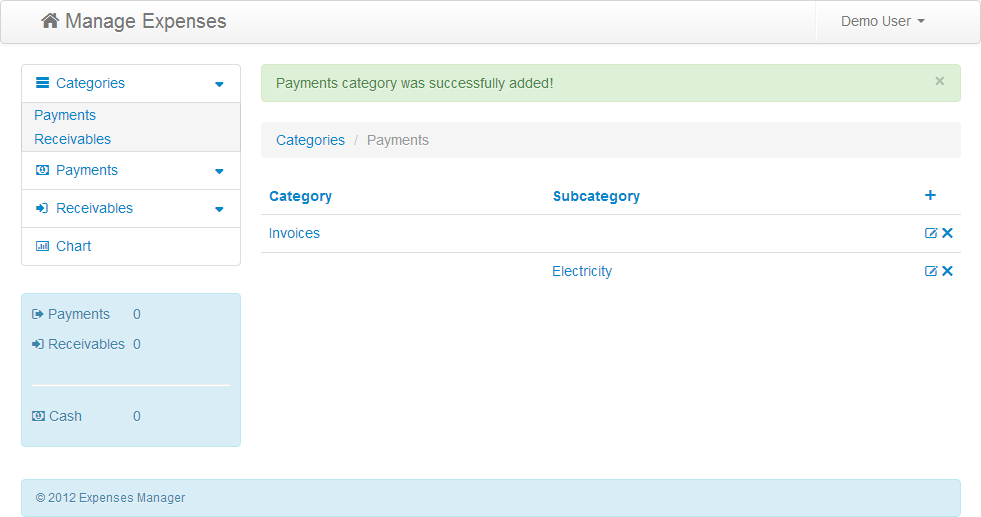 Manage Expenses
Demo User
Categories
Payments
Receivables
Payments
Receivables
Chart
Payments 0
Receivables 0
Cash 0
Payments category was successfully added!
×
Categories / Payments
Category Subcategory +
Invoices
Electricity
© 2012 Expenses Manager